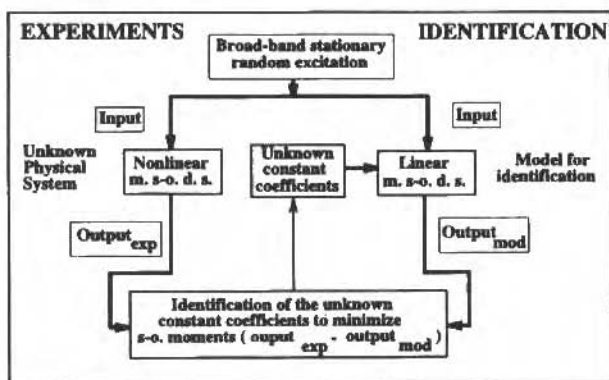 EXPERIMENTS
IDENTIFICATION
Broad-band stationary
random excitation
Input
Input
Unknown
Physical
System
Nonlinear
m. s-o. d. s.
Unknown
constant
coefficients
Linear
m. s-o. d. s.
Model for
identification
Output exp
Output mod
Identification of the unknown
constant coefficients to minimize
s-o. moments ( ouput exp - output mod )